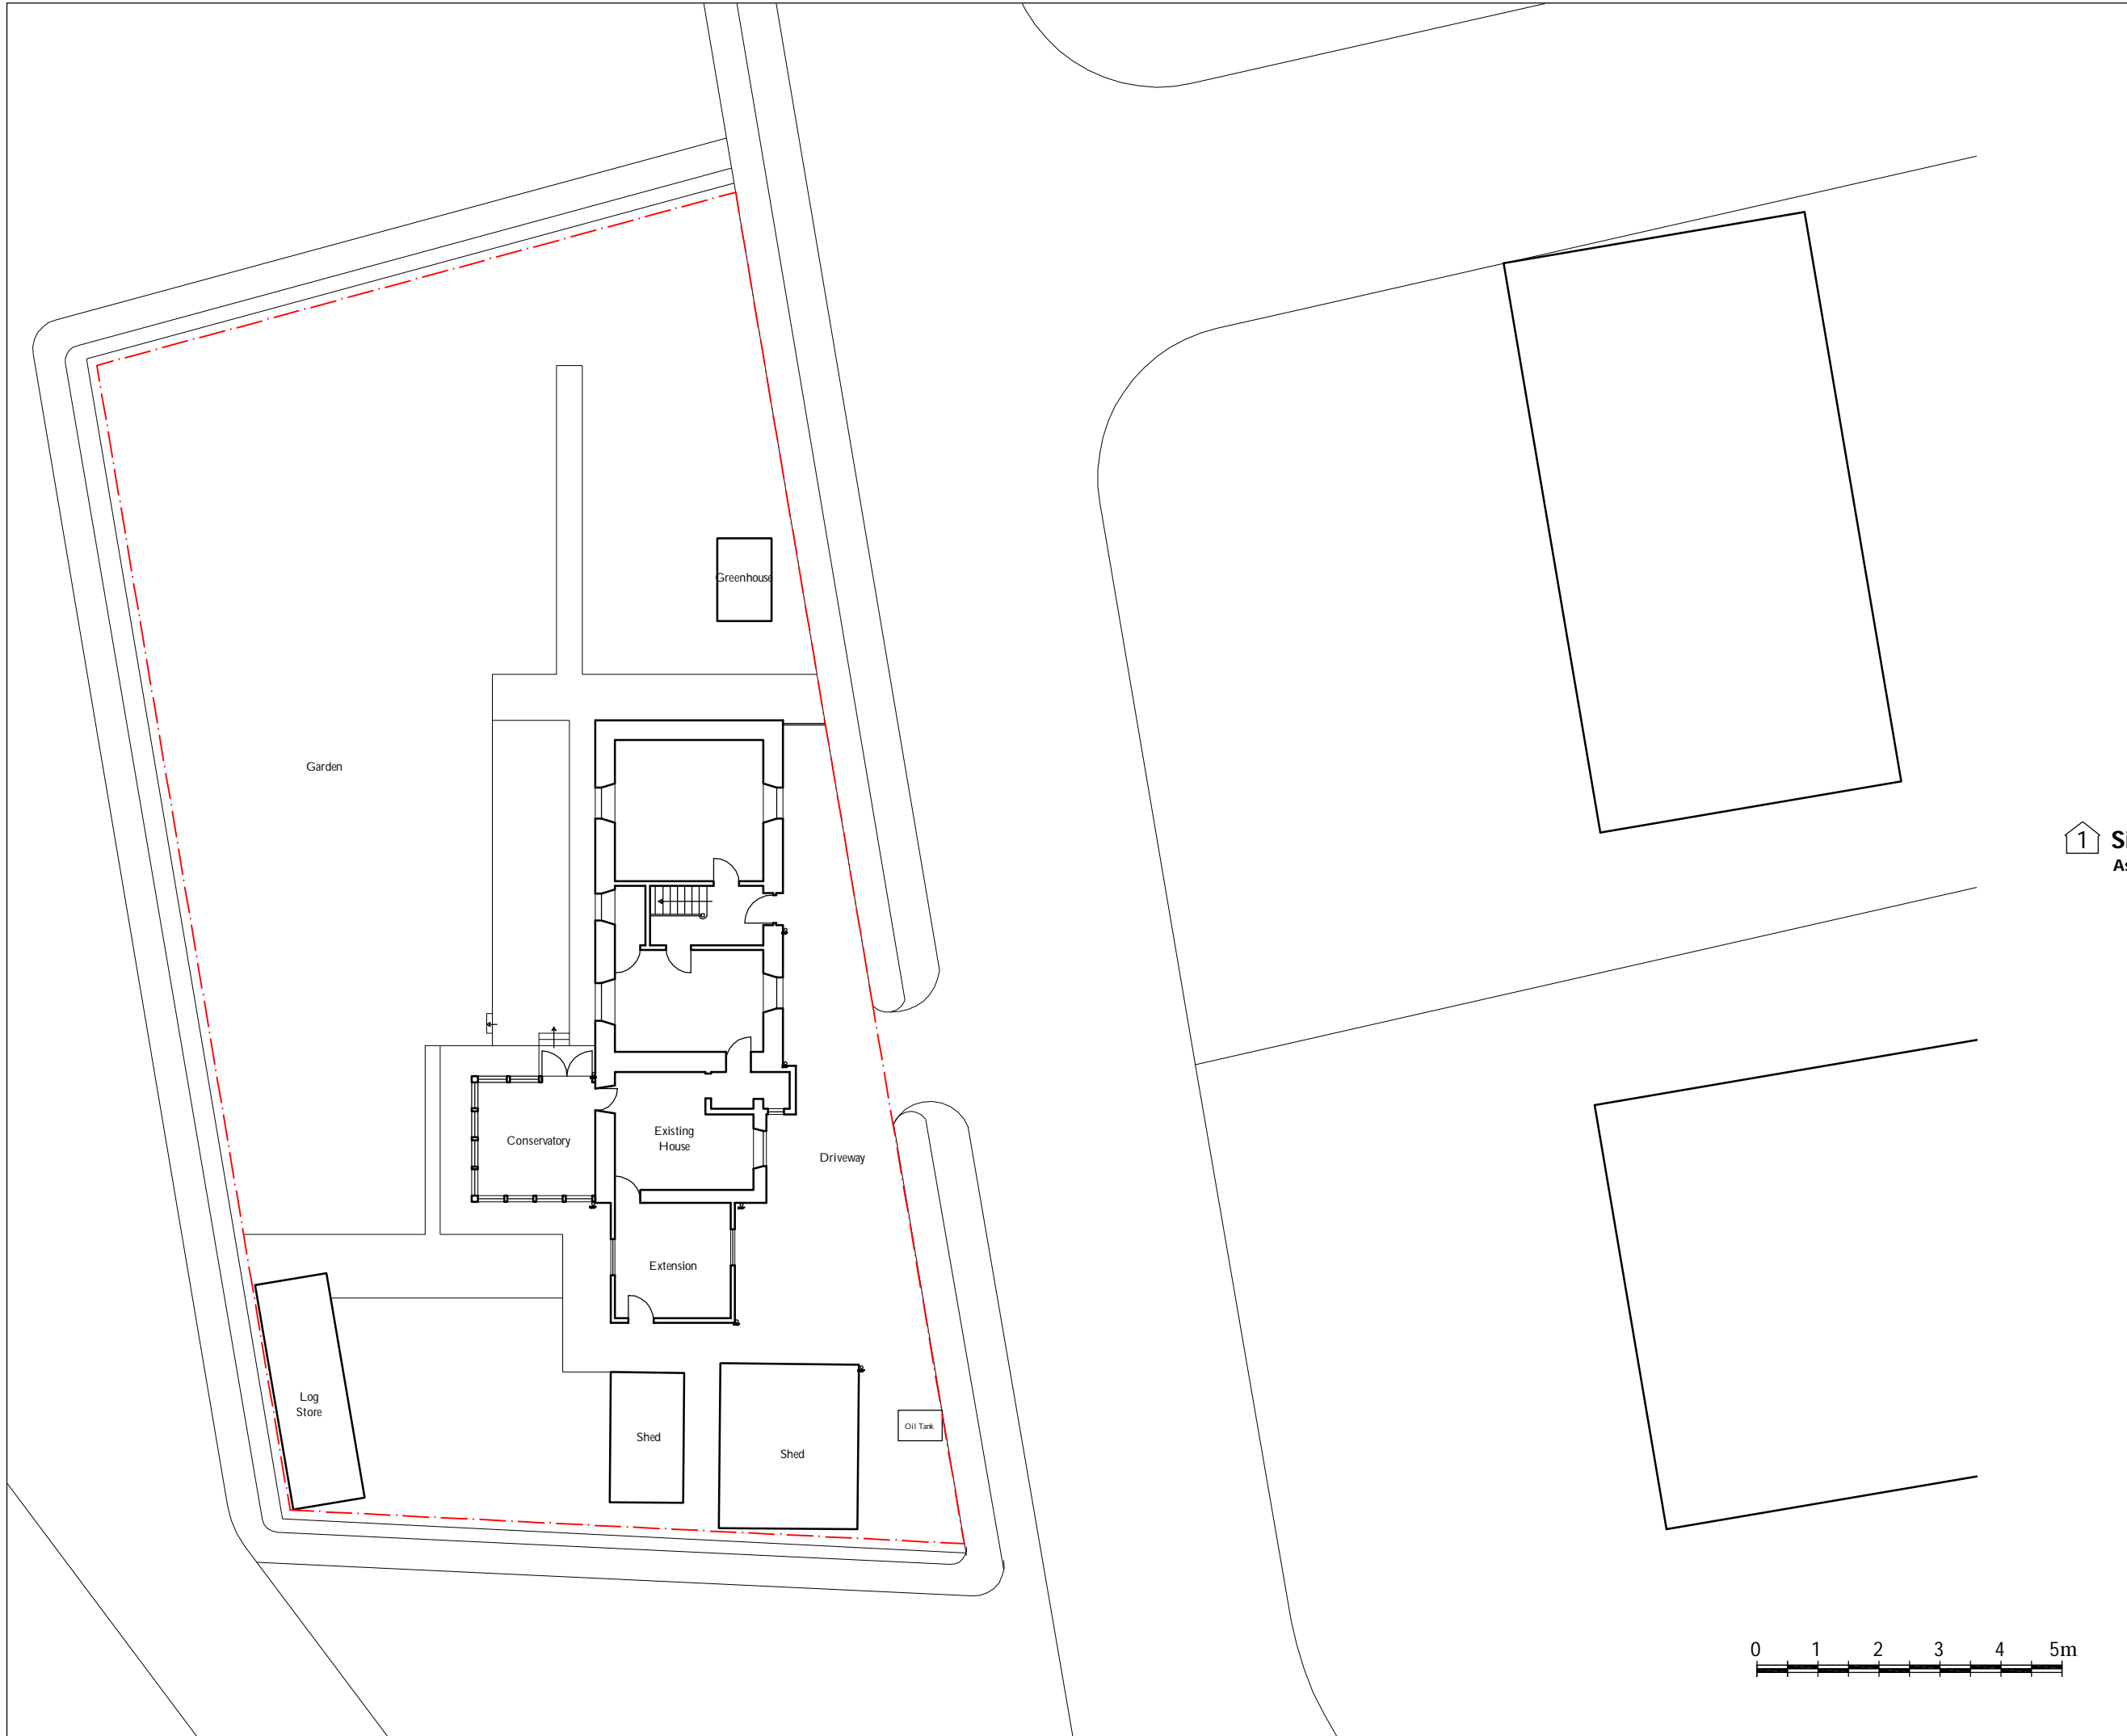 Greenhouse
Garden
1
Conservatory
Existing
House
Driveway
Extension
Log
Store
Shed
Shed
Oil Tank
0 1 2 3 4 5m